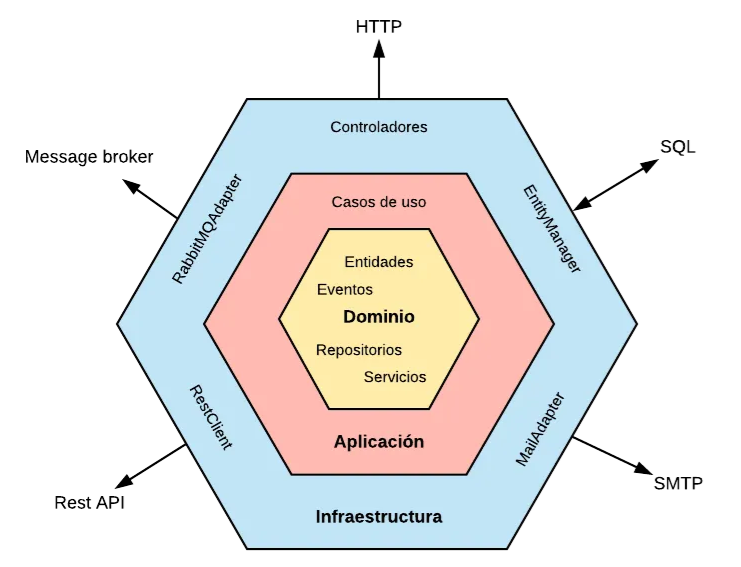 HTTP
Controladores
Message broker
SQL
RabbitMQAdapter
EntityManager
Casos de uso
Entidades
Eventos
Dominio
Repositorios
Servicios
RestClient
MailAdapter
Aplicación
Rest API
SMTP
Infraestructura